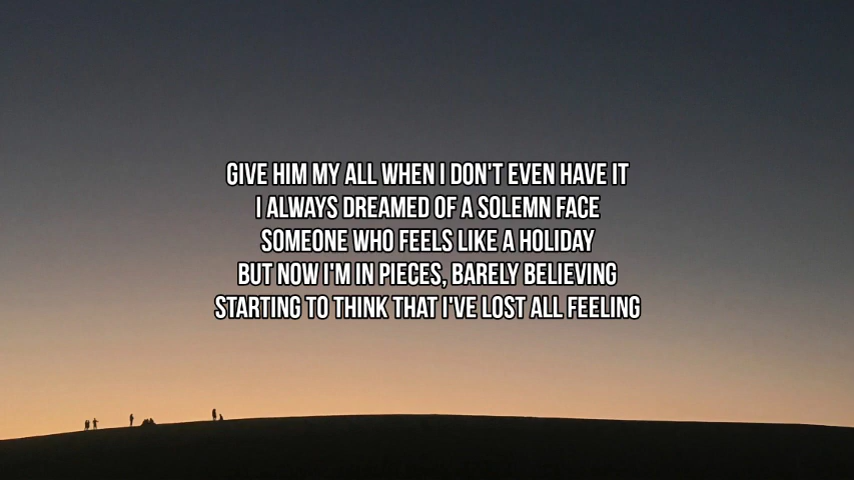 GIVE HIM MY ALL WHEN I DON'T EVEN HAVE IT
I ALWAYS DREAMED OF A SOLEMN FACE
SOMEONE WHO FEELS LIKE A HOLIDAY
BUT NOW I'M IN PIECES, BARELY BELIEVING
STARTING TO THINK THAT I'VE LOST ALL FEELING